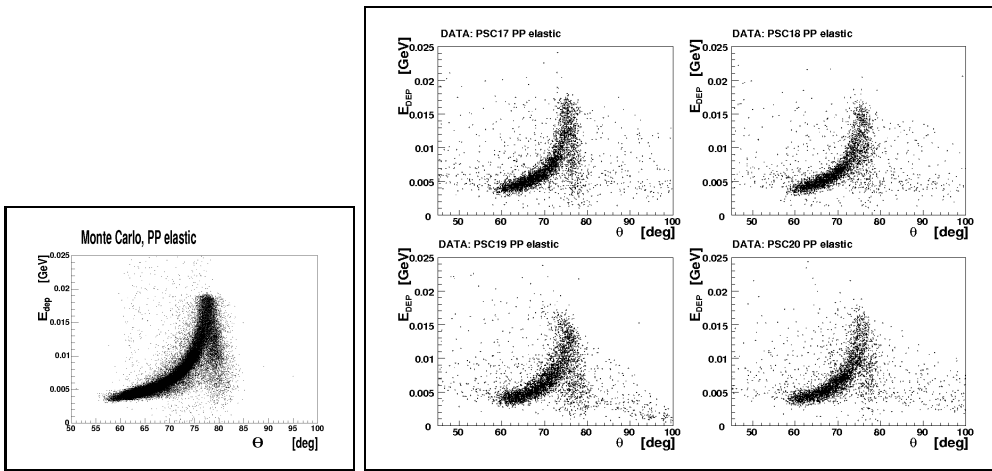 Monte Carlo, PP elastic
E_dep [GeV]
0.025
0.02
0.015
0.01
0.005
0
50 55 60 65 70 75 80 85 90 95 100
Θ [deg]
DATA: PSC17 PP elastic
E_DEP [GeV]
0.025
0.02
0.015
0.01
0.005
0
50 60 70 80 90 100
θ [deg]
DATA: PSC18 PP elastic
E_DEP [GeV]
0.025
0.02
0.015
0.01
0.005
0
50 60 70 80 90 100
θ [deg]
DATA: PSC19 PP elastic
E_DEP [GeV]
0.025
0.02
0.015
0.01
0.005
0
50 60 70 80 90 100
θ [deg]
DATA: PSC20 PP elastic
E_DEP [GeV]
0.025
0.02
0.015
0.01
0.005
0
50 60 70 80 90 100
θ [deg]